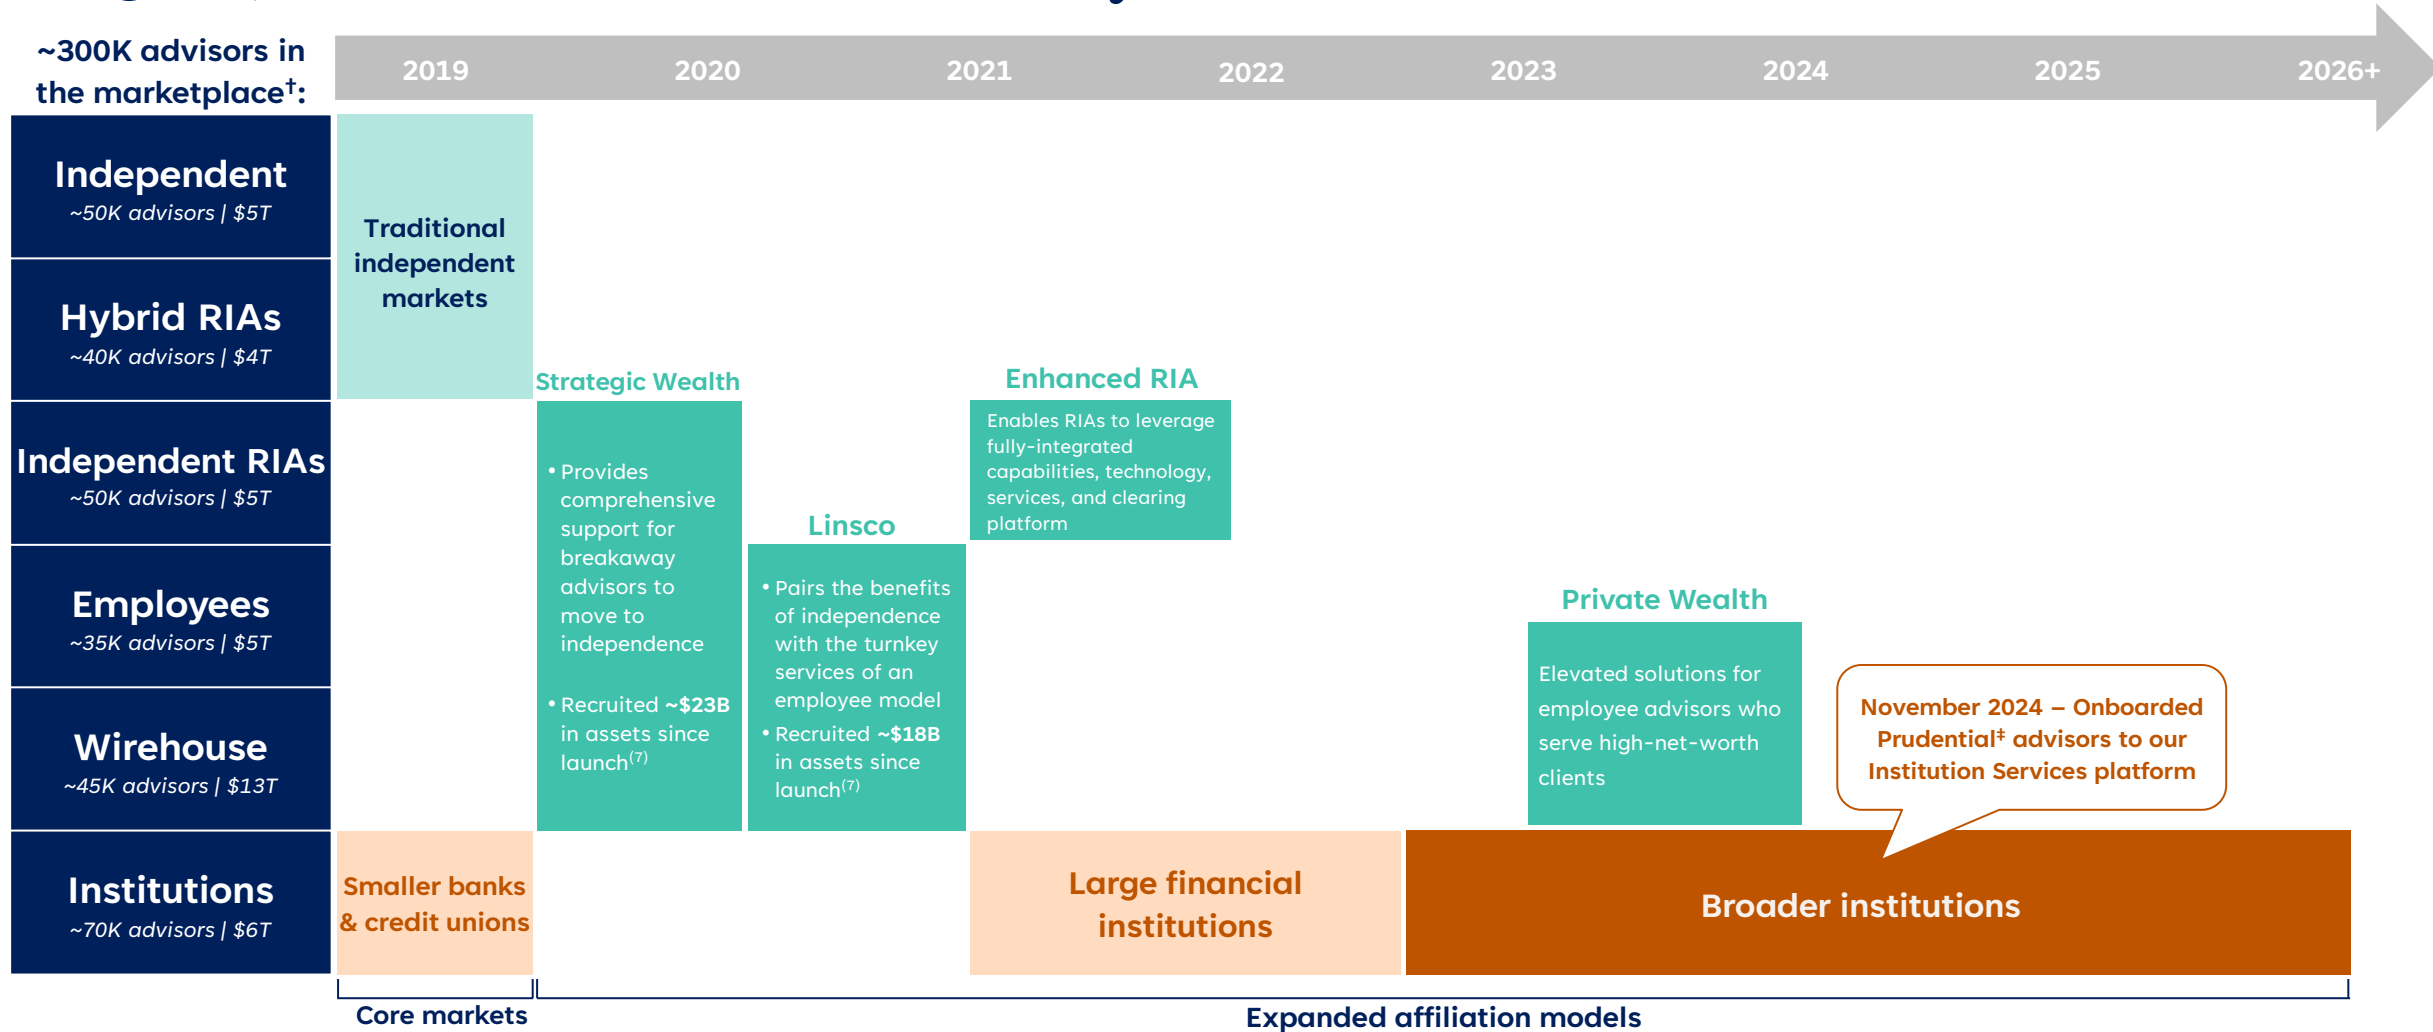 ~300K advisors in
the marketplace†:
2019
2020
2021
2022
2023
2024
2025
2026+
Independent
~50K advisors | $5T
Hybrid RIAs
~40K advisors | $4T
Independent RIAs
~50K advisors | $5T
Employees
~35K advisors | $5T
Wirehouse
~45K advisors | $13T
Institutions
~70K advisors | $6T
Traditional
independent
markets
Smaller banks
& credit unions
Strategic Wealth
• Provides
comprehensive
support for
breakaway
advisors to
move to
independence
• Recruited ~$23B
in assets since
launch(7)
Linsco
• Pairs the benefits
of independence
with the turnkey
services of an
employee model
• Recruited ~$18B
in assets since
launch(7)
Enhanced RIA
Enables RIAs to leverage
fully-integrated
capabilities, technology,
services, and clearing
platform
Large financial
institutions
Private Wealth
Elevated solutions for
employee advisors who
serve high-net-worth
clients
November 2024 – Onboarded
Prudential‡ advisors to our
Institution Services platform
Broader institutions
Core markets
Expanded affiliation models